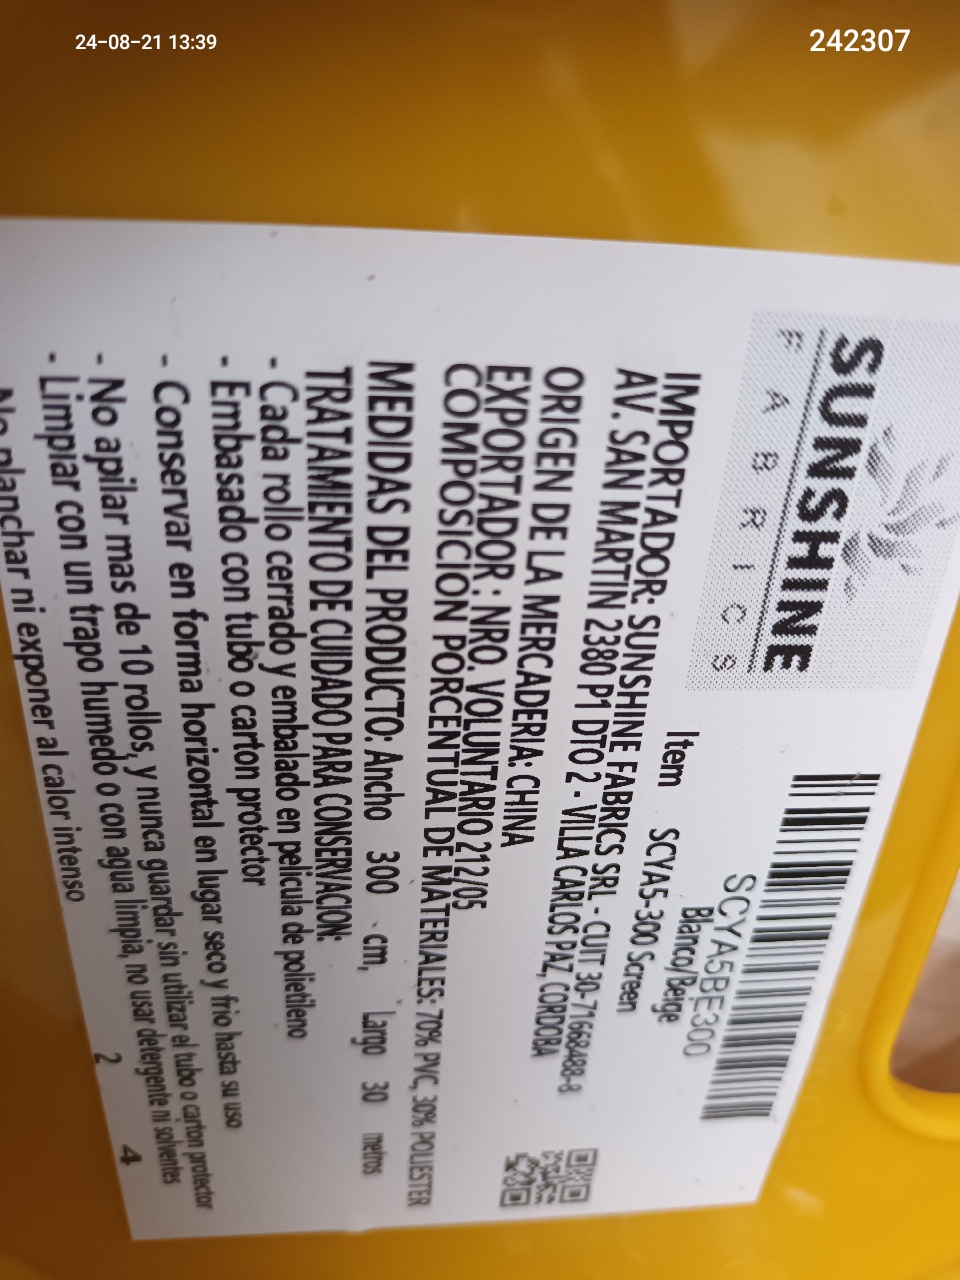 24-08-21 13:39
242307
SUNSHINE
FABRICS
SCYA5BE300
Item SCYA5-300 Screen
Blanco/Beige
IMPORTADOR: SUNSHINE FABRICS SRL - CUIT 30-71668488-8
AV. SAN MARTIN 2380 P1 DTO 2 - VILLA CARLOS PAZ, CORDOBA
ORIGEN DE LA MERCADERIA: CHINA
EXPORTADOR : NRO. VOLUNTARIO 212/05
COMPOSICIÓN PORCENTUAL DE MATERIALES: 70% PVC, 30% POLIESTER
MEDIDAS DEL PRODUCTO: Ancho 300 cm, Largo 30 metros
TRATAMIENTO DE CUIDADO PARA CONSERVACION:
- Cada rollo cerrado y embalado en pelicula de polietileno
- Embasado con tubo o carton protector
- Conservar en forma horizontal en lugar seco y frio hasta su uso
- No apilar mas de 10 rollos, y nunca guardar sin utilizar el tubo o carton protector
- Limpiar con un trapo humedo o con agua limpia, no usar detergente ni solventes
No planchar ni exponer al calor intenso
2 4